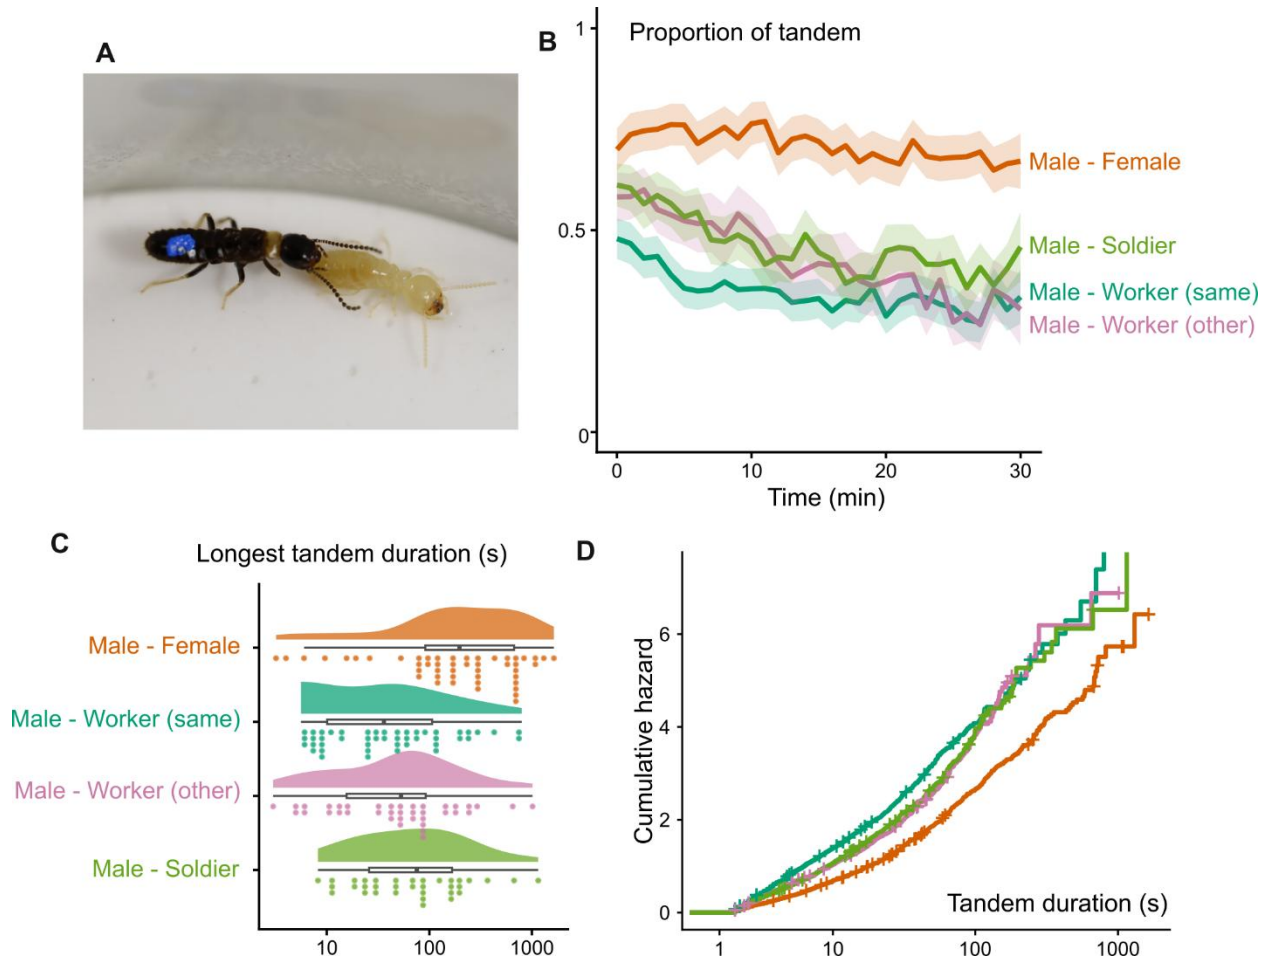 A
B
Proportion of tandem
1
0.5
0
Male - Female
Male - Soldier
Male - Worker (same)
Male - Worker (other)
0 10 20 30
Time (min)
C
Longest tandem duration (s)
Male - Female
Male - Worker (same)
Male - Worker (other)
Male - Soldier
10 100 1000
D
Cumulative hazard
6
4
2
0
Tandem duration (s)
1 10 100 1000